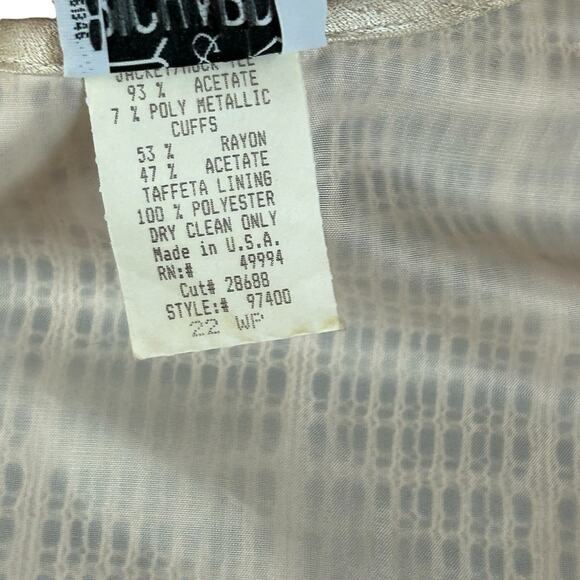 JACKET/MOCK TEE
93 % ACETATE
7 % POLY METALLIC
CUFFS
53 % RAYON
47 % ACETATE
TAFFETA LINING
100 % POLYESTER
DRY CLEAN ONLY
Made in U.S.A.
RN:# 49994
Cut# 28688
STYLE:# 97400
22 WP